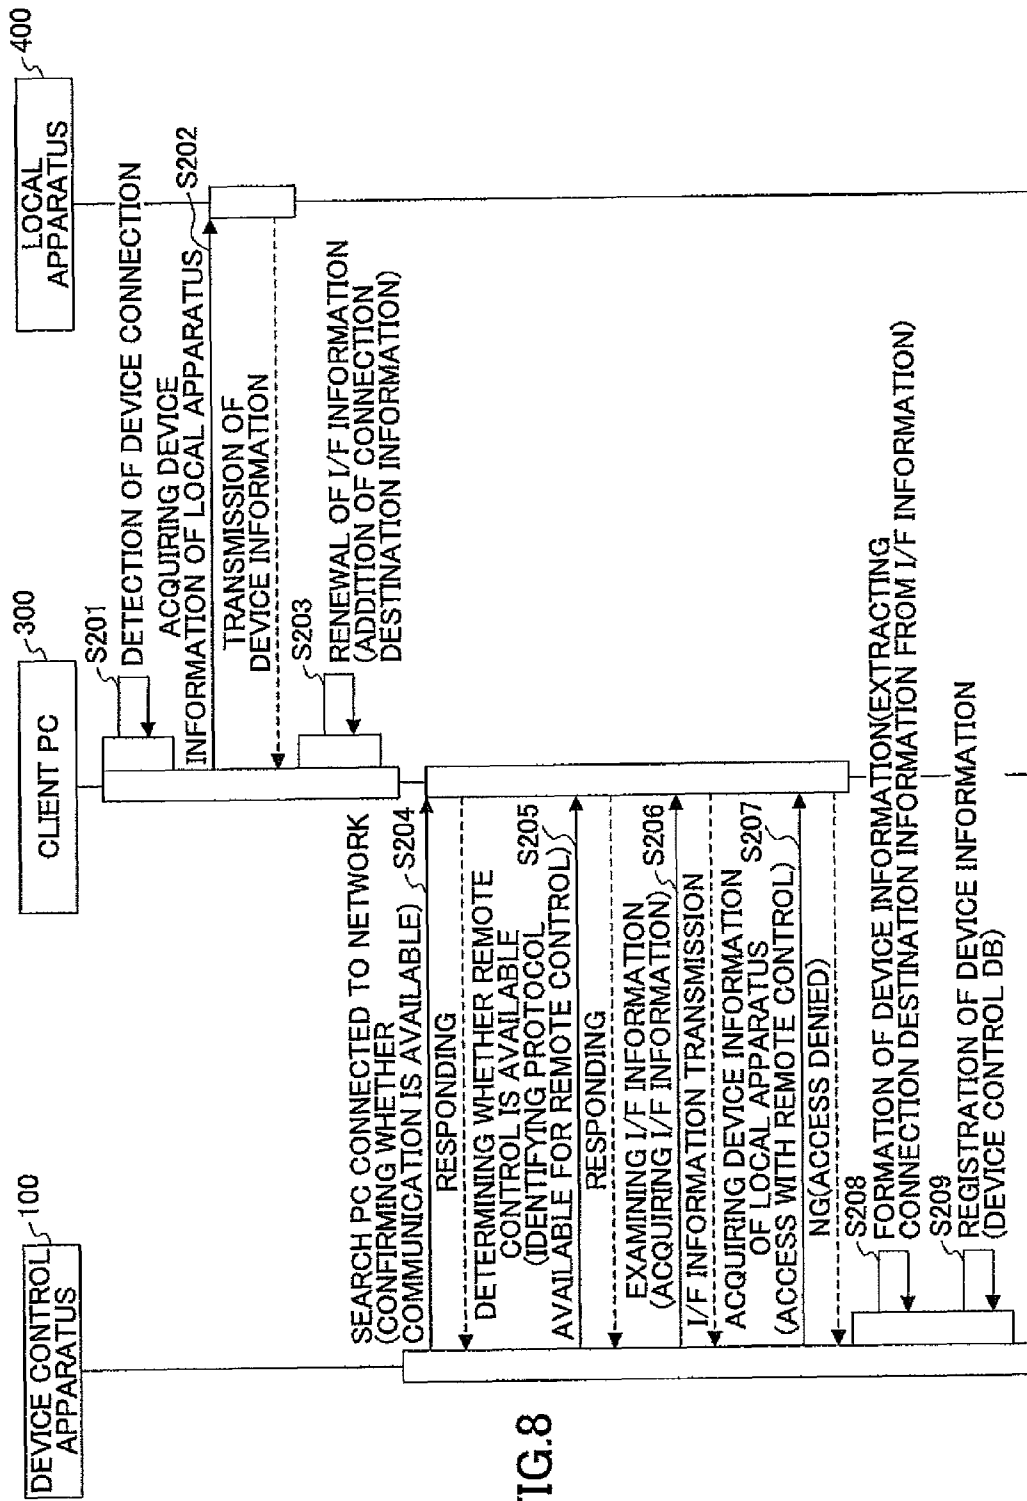 FIG.8
DEVICE CONTROL
APPARATUS
100
CLIENT PC
300
LOCAL
APPARATUS
400
S201
DETECTION OF DEVICE CONNECTION
ACQUIRING DEVICE
INFORMATION OF LOCAL APPARATUS
S202
TRANSMISSION OF
DEVICE INFORMATION
S203
RENEWAL OF I/F INFORMATION
(ADDITION OF CONNECTION
DESTINATION INFORMATION)
SEARCH PC CONNECTED TO NETWORK
(CONFIRMING WHETHER
COMMUNICATION IS AVAILABLE)
S204
RESPONDING
DETERMINING WHETHER REMOTE
CONTROL IS AVAILABLE
(IDENTIFYING PROTOCOL
AVAILABLE FOR REMOTE CONTROL)
S205
RESPONDING
EXAMINING I/F INFORMATION
(ACQUIRING I/F INFORMATION)
S206
I/F INFORMATION TRANSMISSION
ACQUIRING DEVICE INFORMATION
OF LOCAL APPARATUS
(ACCESS WITH REMOTE CONTROL)
S207
NG(ACCESS DENIED)
S208
FORMATION OF DEVICE INFORMATION(EXTRACTING
CONNECTION DESTINATION INFORMATION FROM I/F INFORMATION)
S209
REGISTRATION OF DEVICE INFORMATION
(DEVICE CONTROL DB)